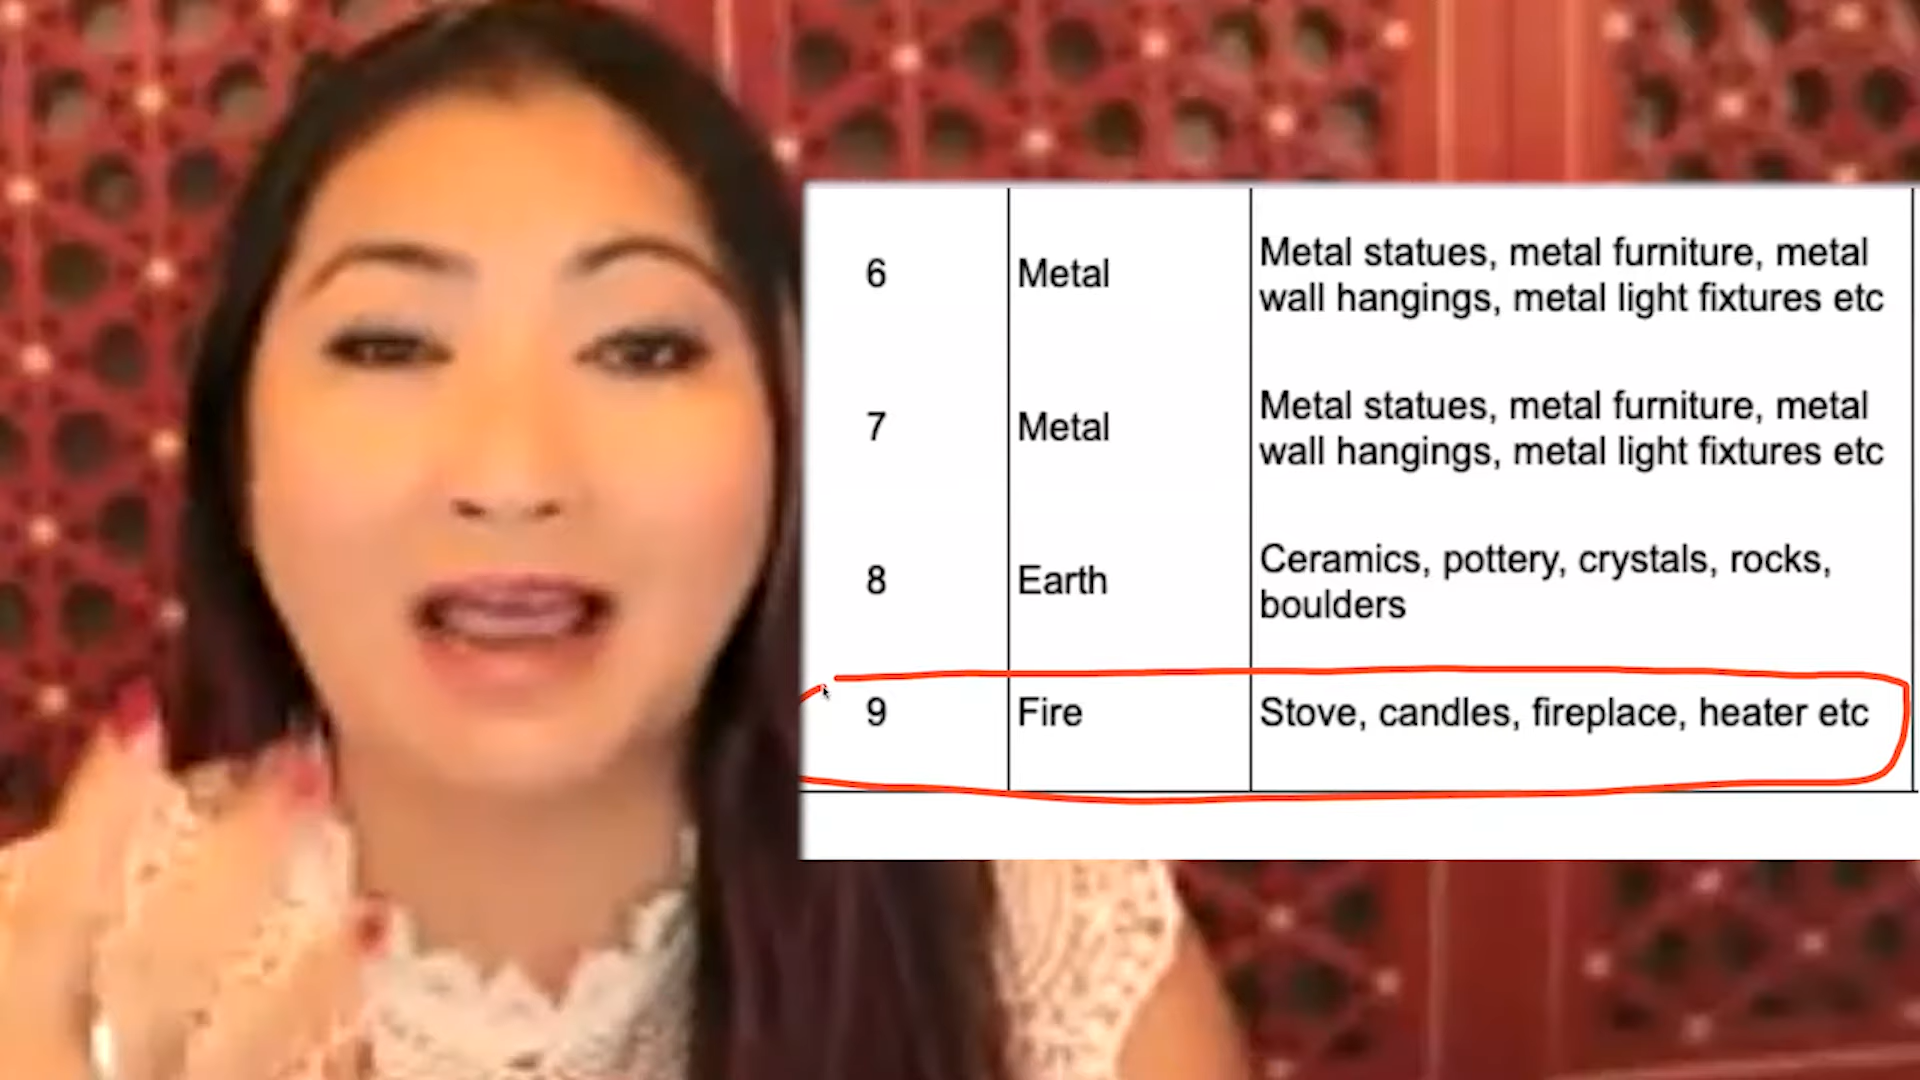 6 Metal Metal statues, metal furniture, metal
wall hangings, metal light fixtures etc
7 Metal Metal statues, metal furniture, metal
wall hangings, metal light fixtures etc
8 Earth Ceramics, pottery, crystals, rocks,
boulders
9 Fire Stove, candles, fireplace, heater etc